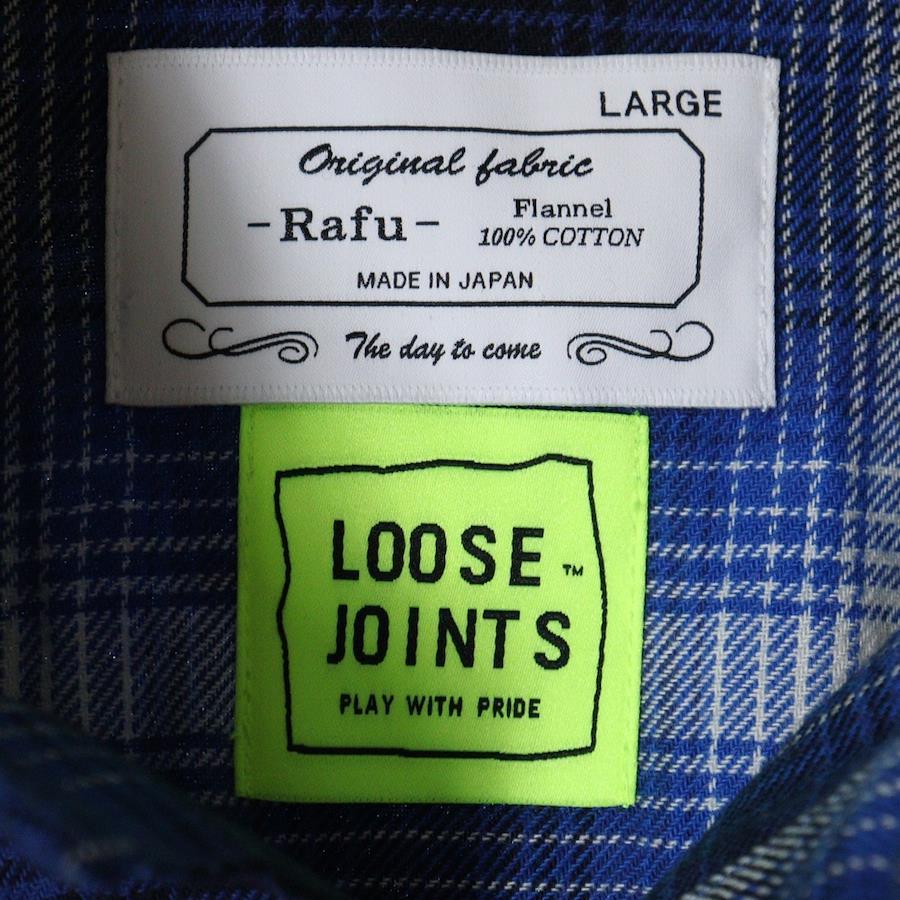 LARGE
Original fabric
-Rafu-
Flannel
100% COTTON
MADE IN JAPAN
The day to come
LOOSE ™
JOINTS
PLAY WITH PRIDE